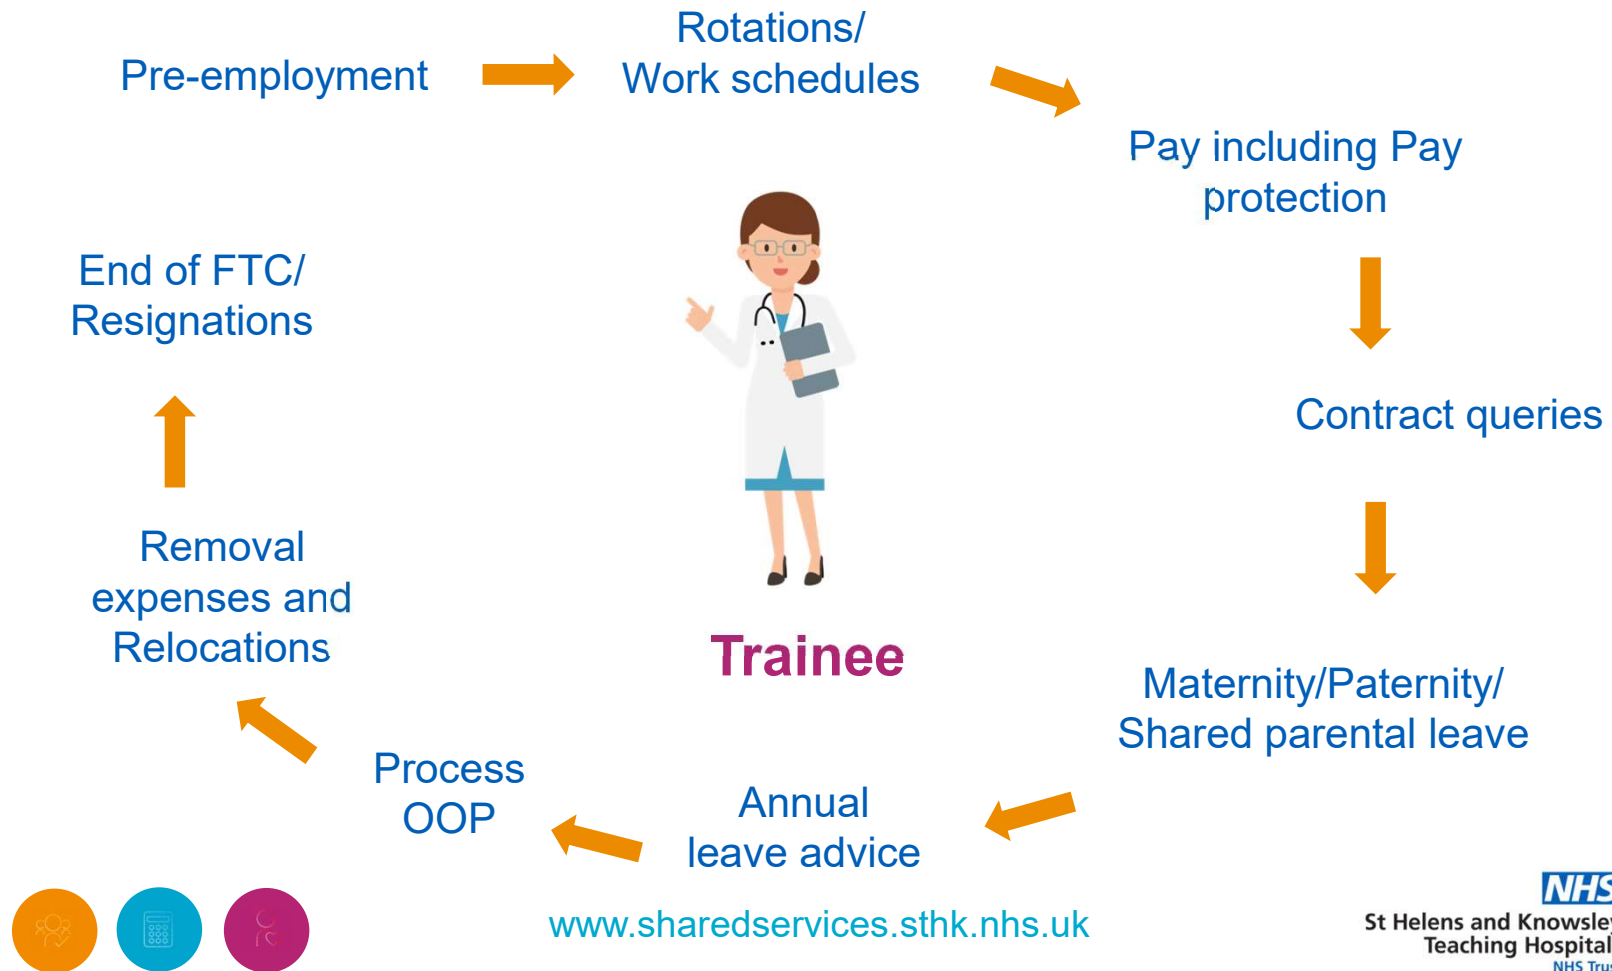 Pre-employment
Rotations/
Work schedules
Pay including Pay
protection
Contract queries
Maternity/Paternity/
Shared parental leave
Annual
leave advice
Process
OOP
Removal
expenses and
Relocations
End of FTC/
Resignations
Trainee
www.sharedservices.sthk.nhs.uk
NHS
St Helens and Knowsley
Teaching Hospital
NHS Trus